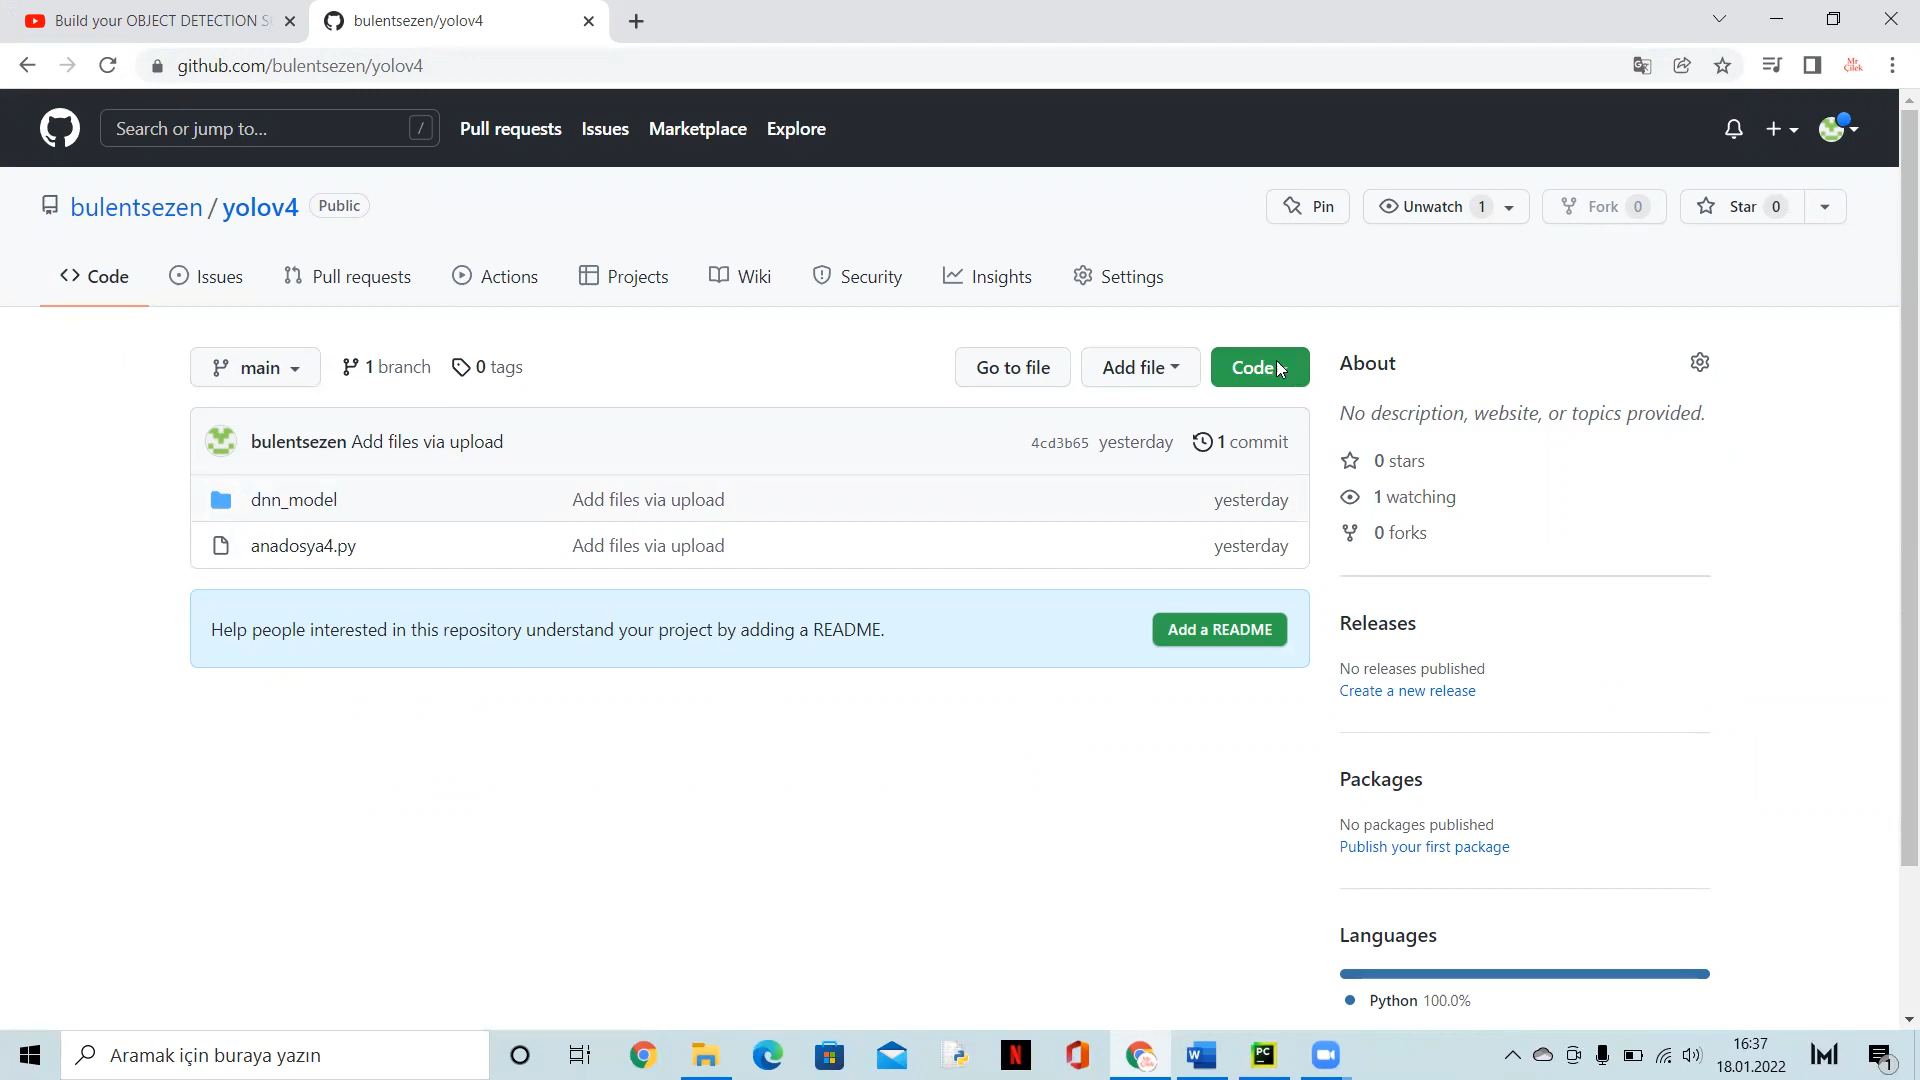 Build your OBJECT DETECTION S
bulentsezen/yolov4
github.com/bulentsezen/yolov4
Mr Çilek
Search or jump to...
/
Pull requests
Issues
Marketplace
Explore
bulentsezen / yolov4
Public
Pin
Unwatch 1
Fork 0
Star 0
Code
Issues
Pull requests
Actions
Projects
Wiki
Security
Insights
Settings
main
1 branch
0 tags
Go to file
Add file
Code
About
No description, website, or topics provided.
bulentsezen Add files via upload
4cd3b65 yesterday
1 commit
0 stars
dnn_model
Add files via upload
yesterday
1 watching
anadosya4.py
Add files via upload
yesterday
0 forks
Help people interested in this repository understand your project by adding a README.
Add a README
Releases
No releases published
Create a new release
Packages
No packages published
Publish your first package
Languages
Python 100.0%
Aramak için buraya yazın
N
W
PC
16:37
18.01.2022
1